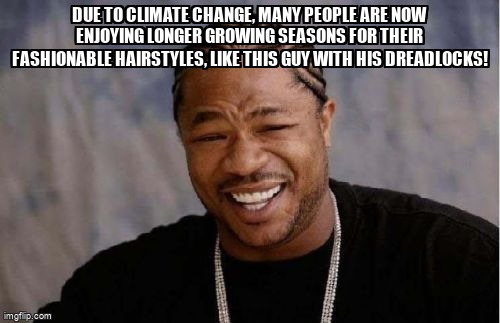 DUE TO CLIMATE CHANGE, MANY PEOPLE ARE NOW
ENJOYING LONGER GROWING SEASONS FOR THEIR
FASHIONABLE HAIRSTYLES, LIKE THIS GUY WITH HIS DREADLOCKS!
imgflip.com